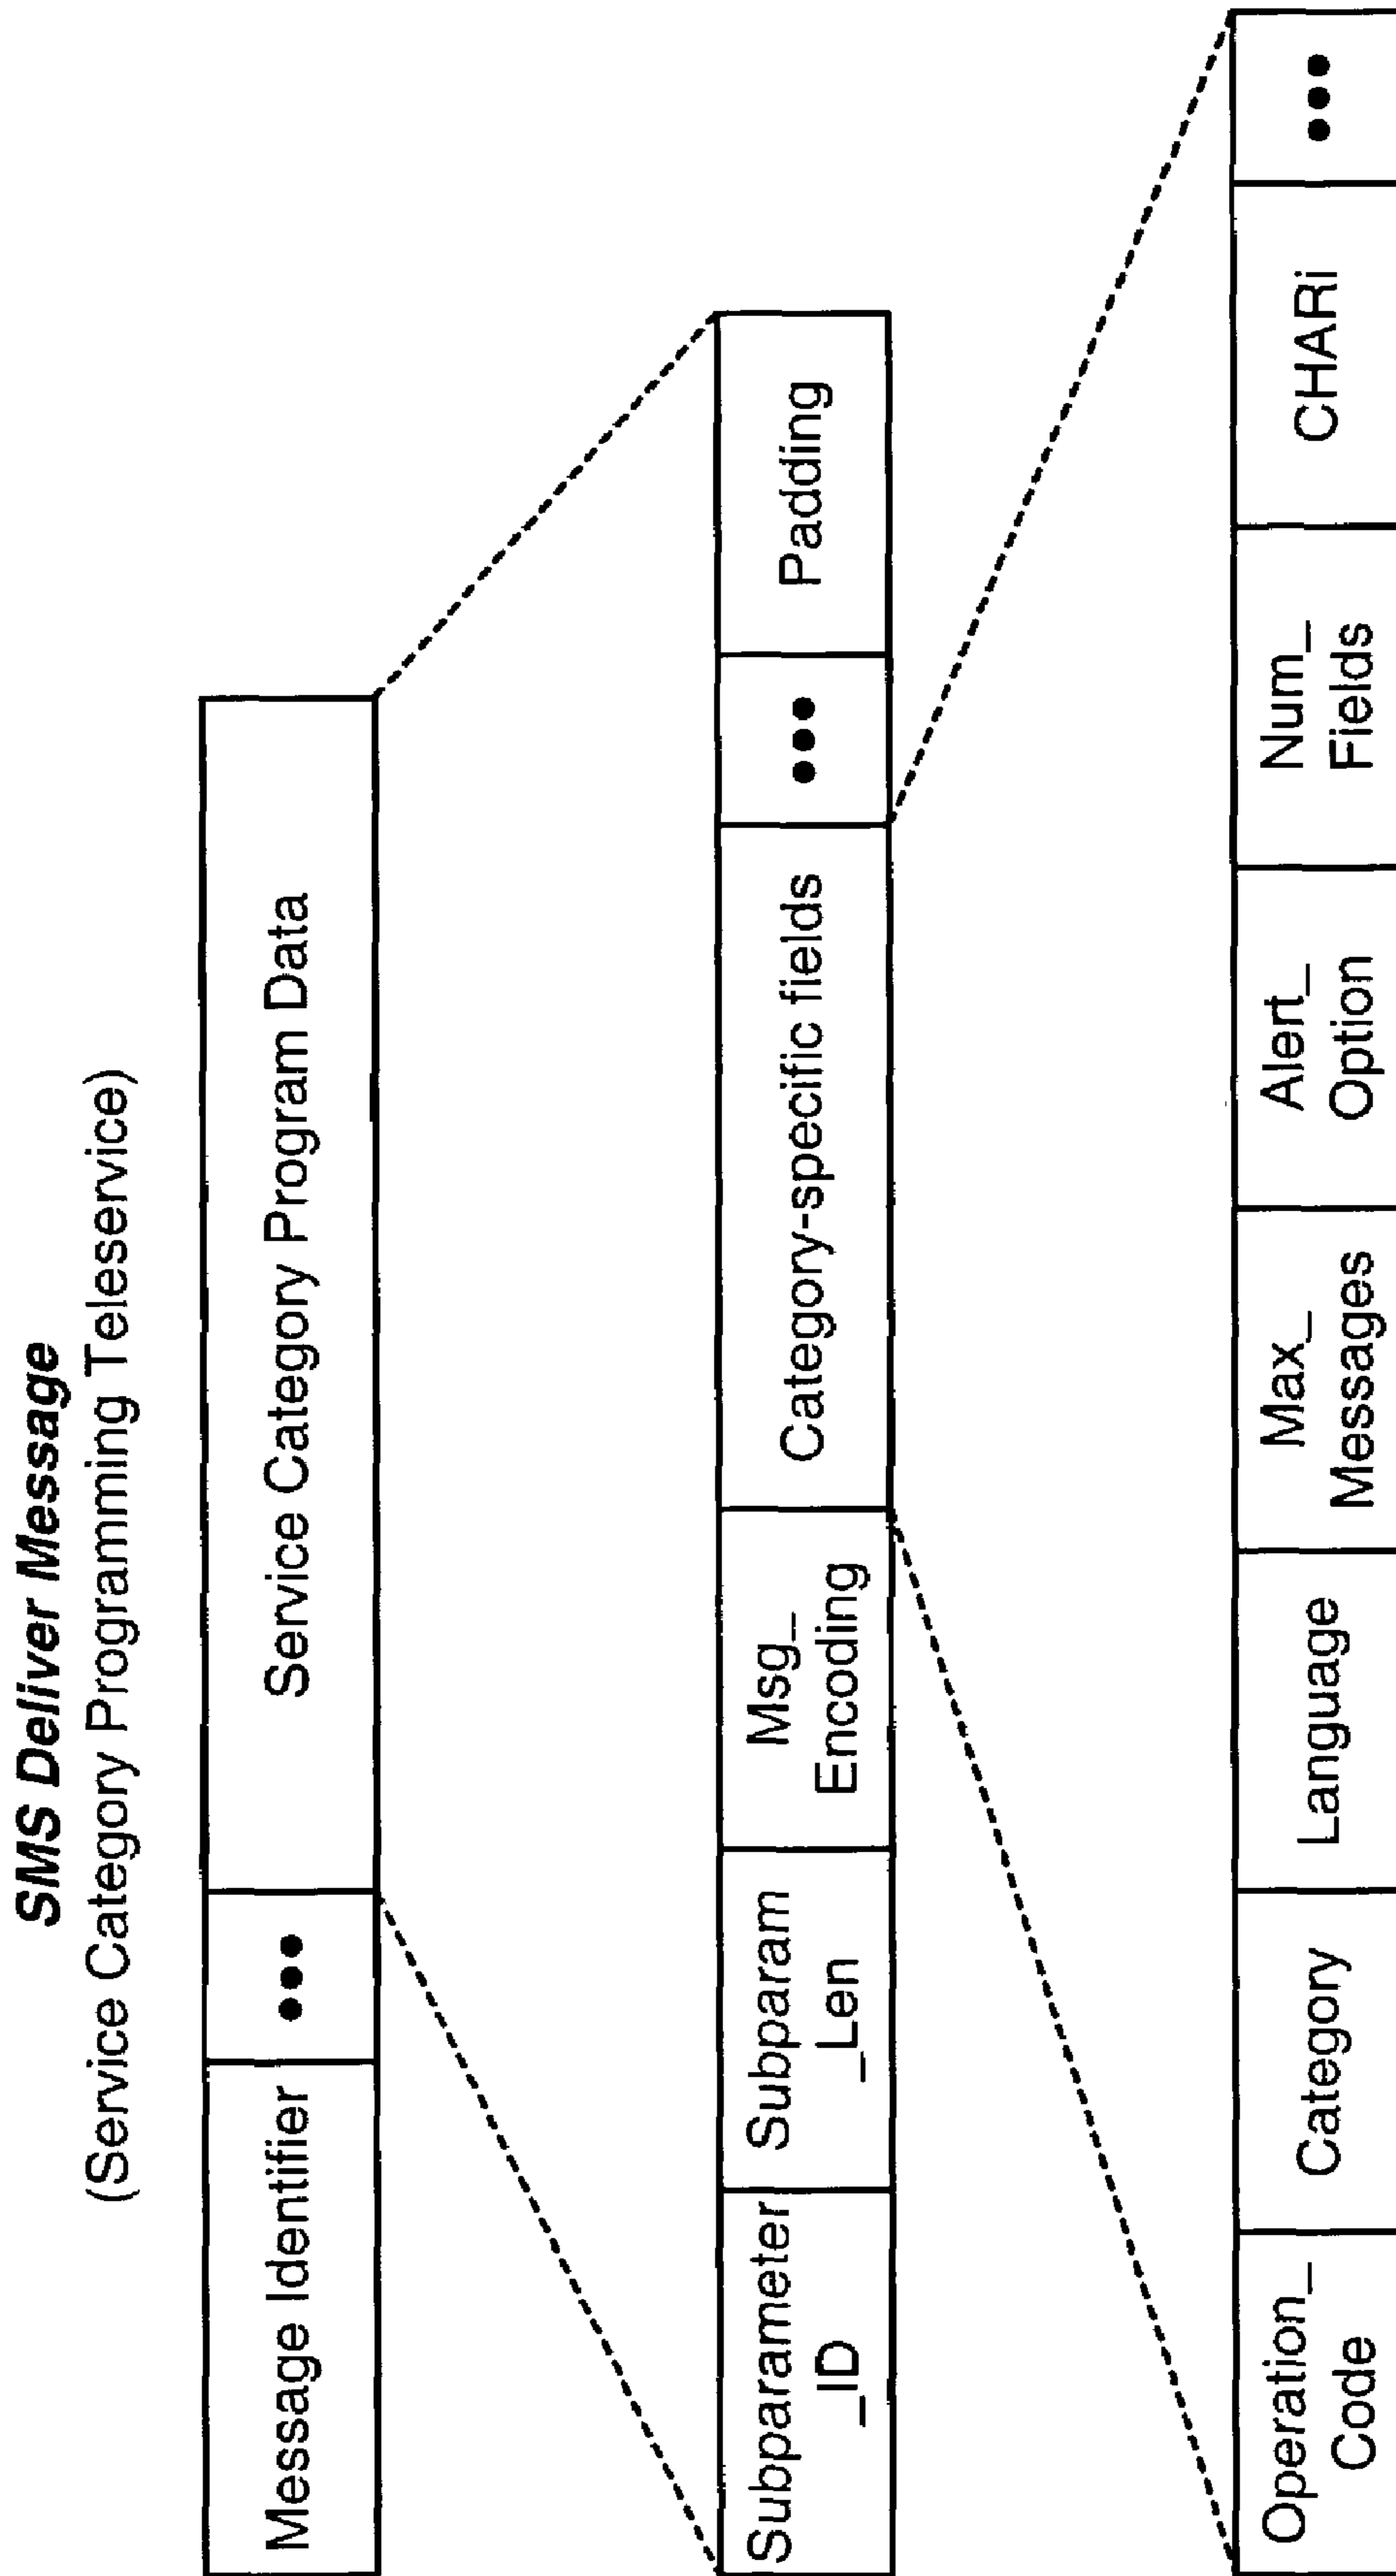 SMS Deliver Message
(Service Category Programming Teleservice)
Message Identifier
•••
Service Category Program Data
Subparameter
_ID
Subparam
_Len
Msg_
Encoding
Category-specific fields
•••
Padding
Operation_
Code
Category
Language
Max_
Messages
Alert_
Option
Num_
Fields
CHARi
•••